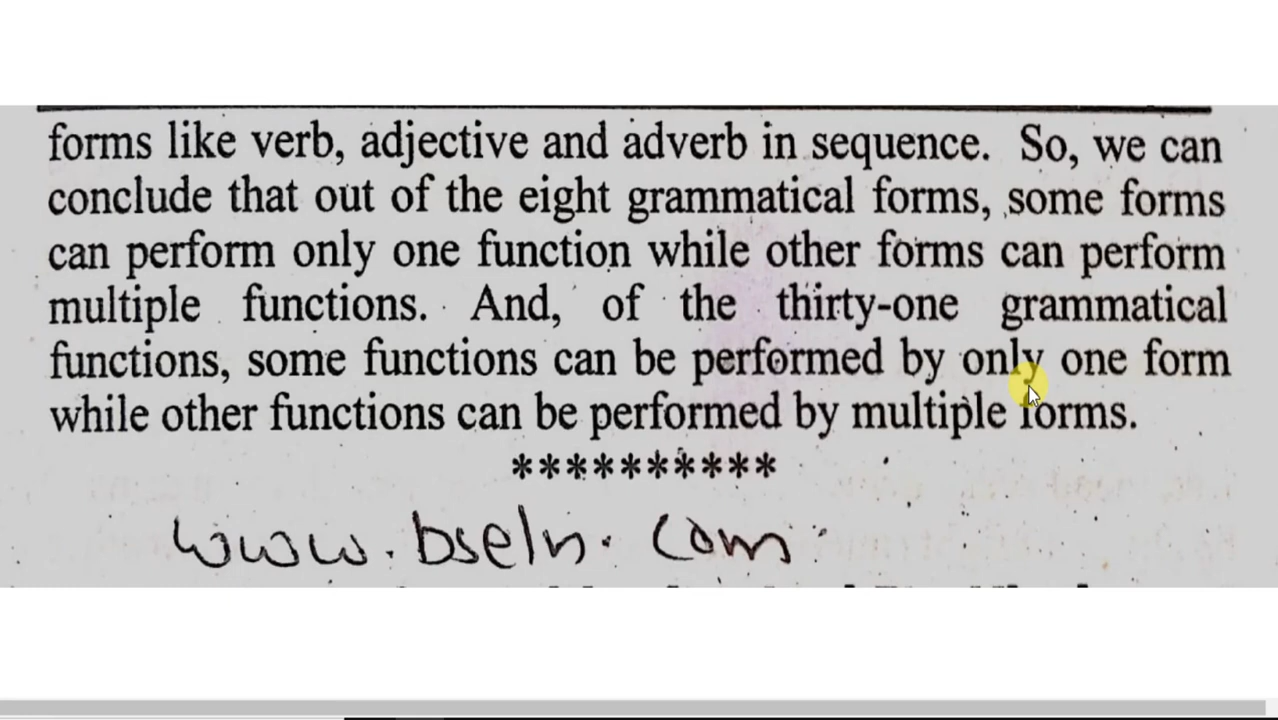 forms like verb, adjective and adverb in sequence. So, we can
conclude that out of the eight grammatical forms, some forms
can perform only one function while other forms can perform
multiple functions. And, of the thirty-one grammatical
functions, some functions can be performed by only one form
while other functions can be performed by multiple forms.
**********
www.bseln.com